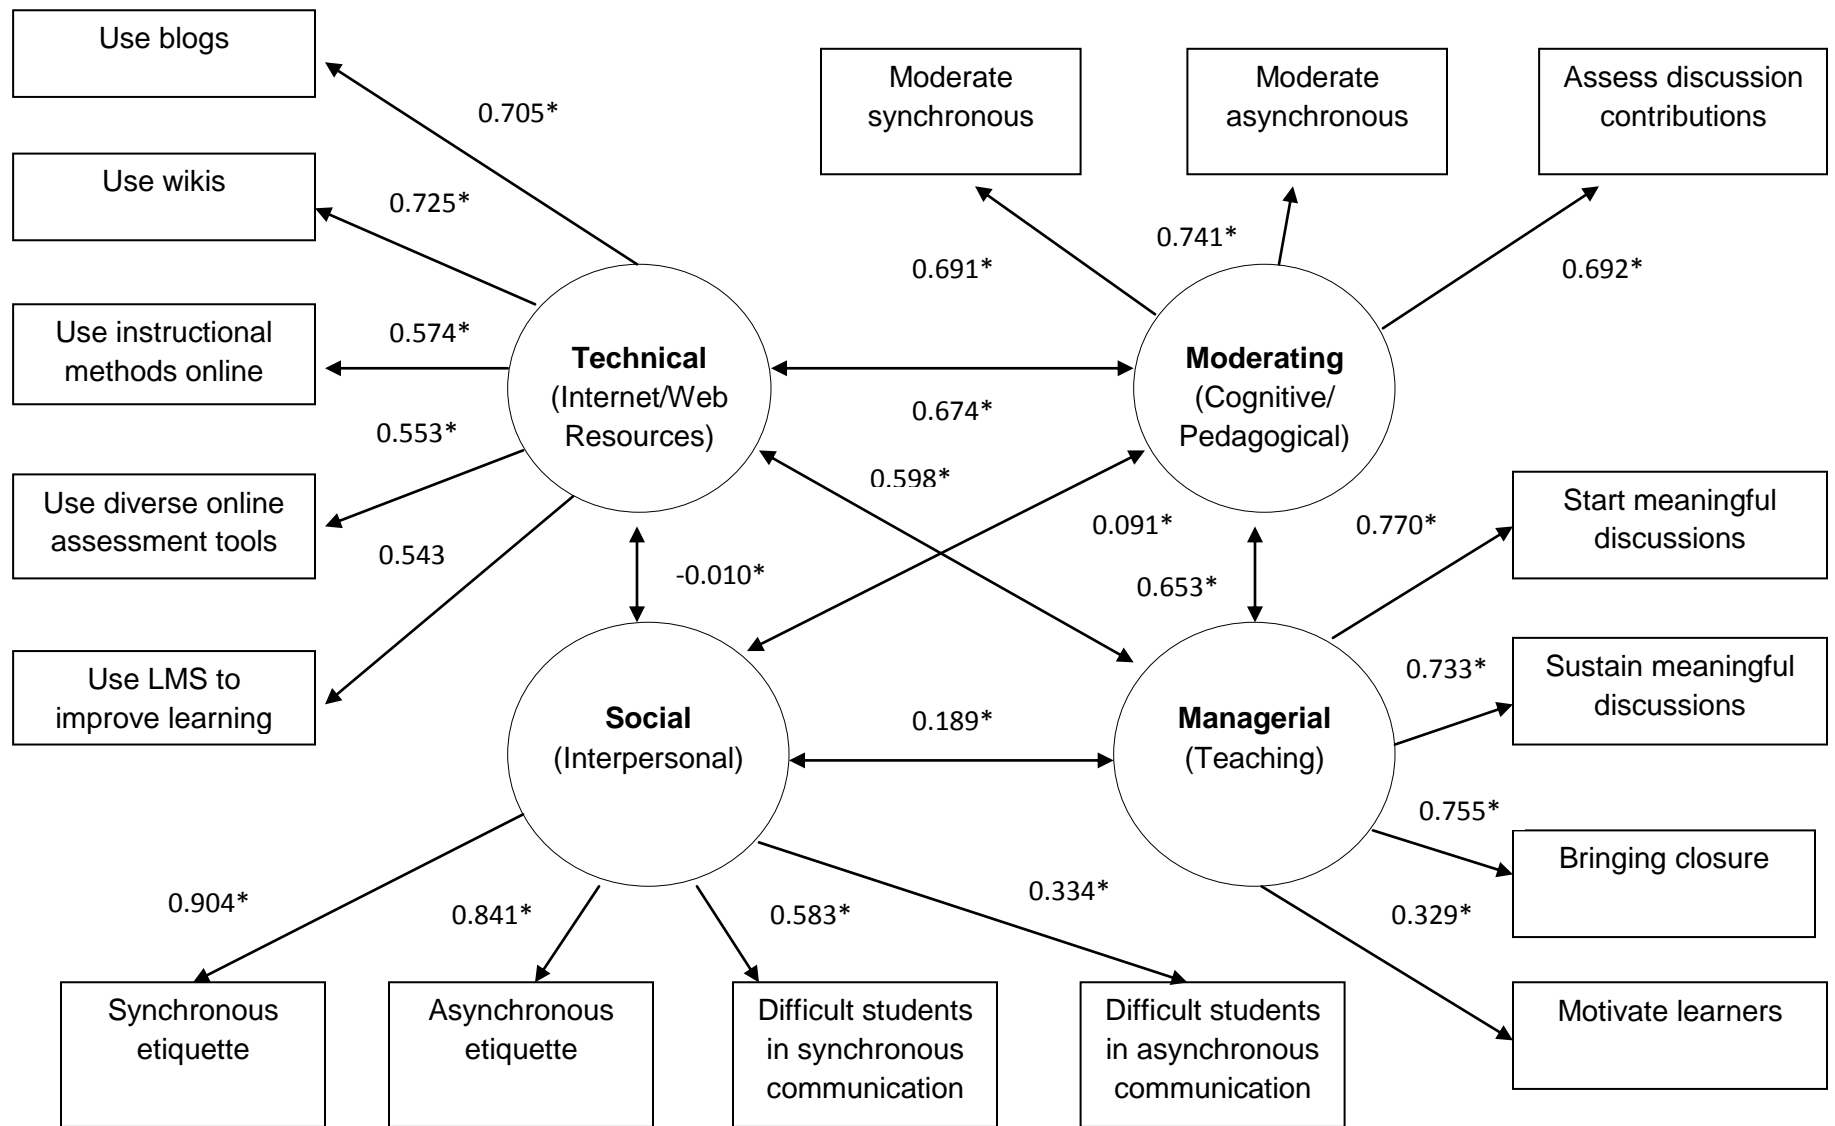 Use blogs
Moderate
synchronous
Moderate
asynchronous
Assess discussion
contributions
0.705*
Use wikis
0.725*
0.691*
0.741*
0.692*
Use instructional
methods online
0.574*
Technical
(Internet/Web
Resources)
Moderating
(Cognitive/
Pedagogical)
0.674*
0.553*
0.598*
Use diverse online
assessment tools
0.543
-0.010*
0.091*
0.653*
0.770*
Start meaningful
discussions
Use LMS to
improve learning
Social
(Interpersonal)
0.189*
Managerial
(Teaching)
0.733*
Sustain meaningful
discussions
0.755*
Bringing closure
0.904*
0.841*
0.583*
0.334*
0.329*
Synchronous
etiquette
Asynchronous
etiquette
Difficult students
in synchronous
communication
Difficult students
in asynchronous
communication
Motivate learners